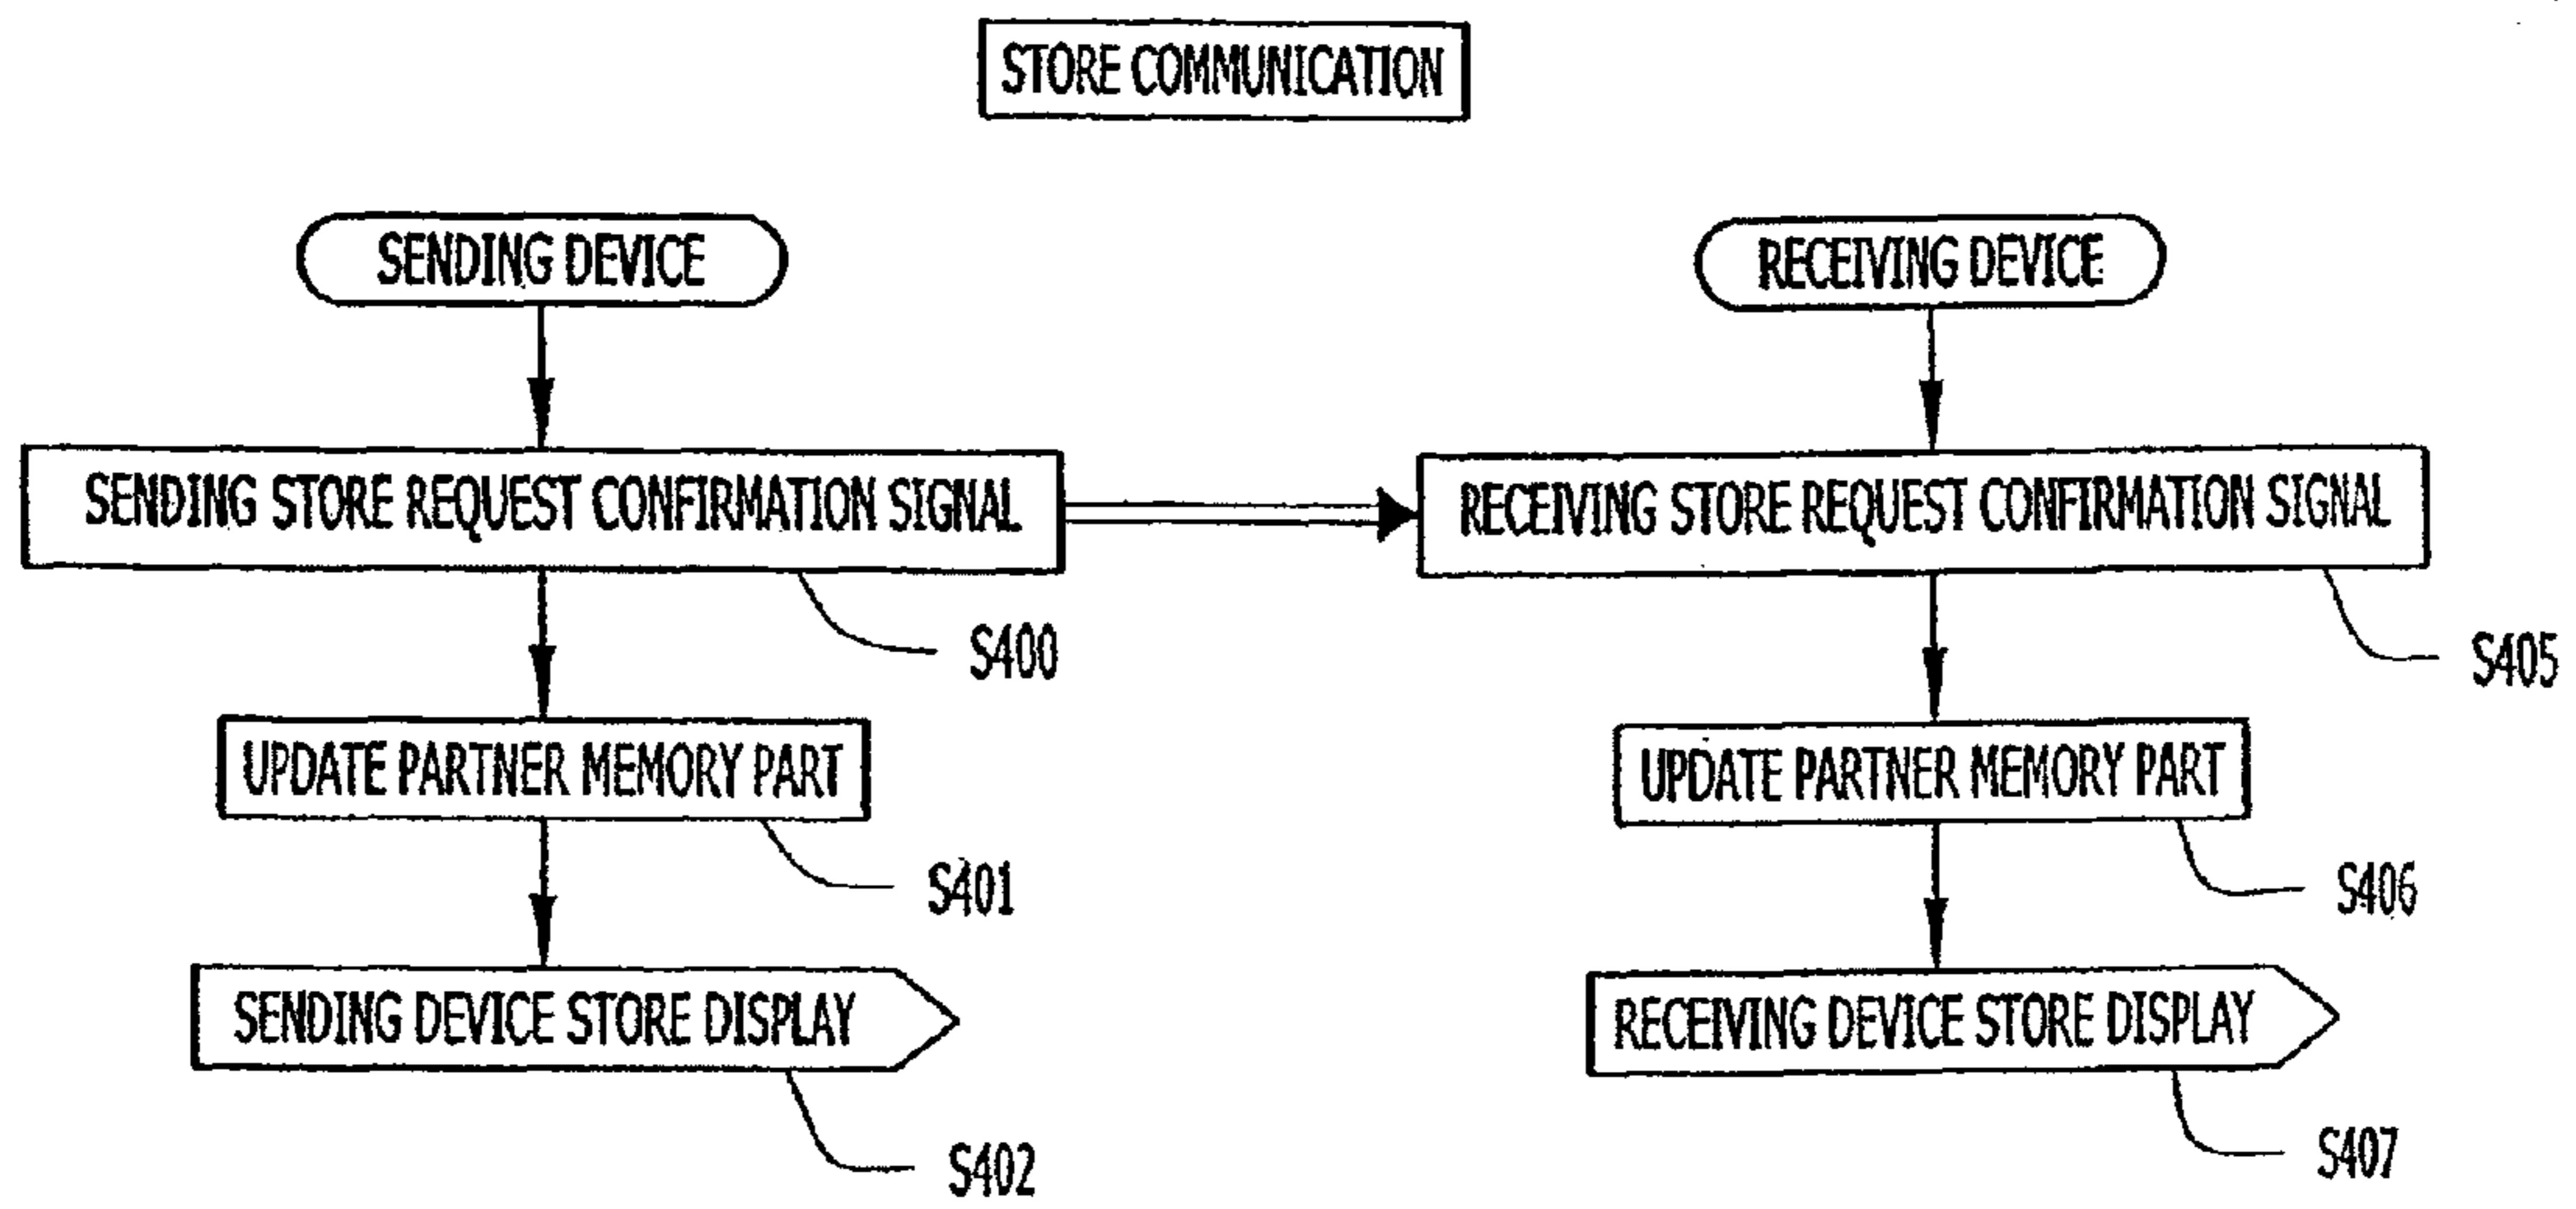 STORE COMMUNICATION
SENDING DEVICE
RECEIVING DEVICE
SENDING STORE REQUEST CONFIRMATION SIGNAL
RECEIVING STORE REQUEST CONFIRMATION SIGNAL
S400
S405
UPDATE PARTNER MEMORY PART
UPDATE PARTNER MEMORY PART
S401
S406
SENDING DEVICE STORE DISPLAY
RECEIVING DEVICE STORE DISPLAY
S402
S407